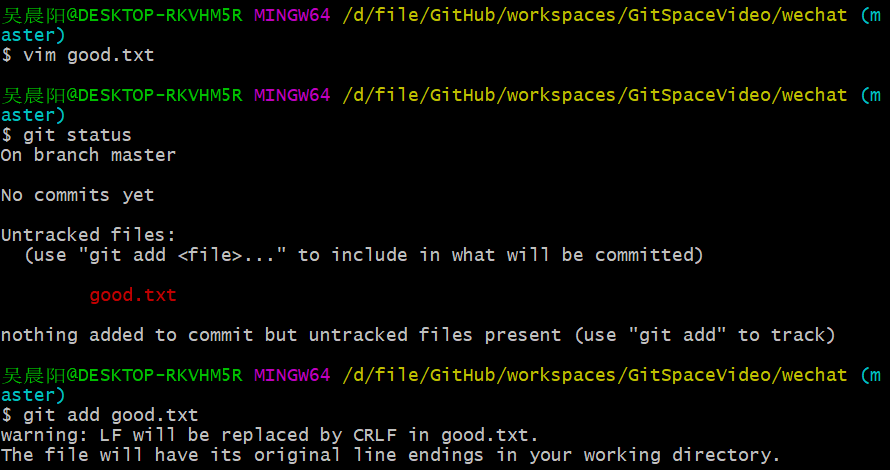 吴晨阳@DESKTOP-RKVHM5R MINGW64 /d/file/GitHub/workspaces/GitSpaceVideo/wechat (m
aster)
$ vim good.txt
吴晨阳@DESKTOP-RKVHM5R MINGW64 /d/file/GitHub/workspaces/GitSpaceVideo/wechat (m
aster)
$ git status
On branch master
No commits yet
Untracked files:
  (use "git add <file>..." to include in what will be committed)
        good.txt
nothing added to commit but untracked files present (use "git add" to track)
吴晨阳@DESKTOP-RKVHM5R MINGW64 /d/file/GitHub/workspaces/GitSpaceVideo/wechat (m
aster)
$ git add good.txt
warning: LF will be replaced by CRLF in good.txt.
The file will have its original line endings in your working directory.